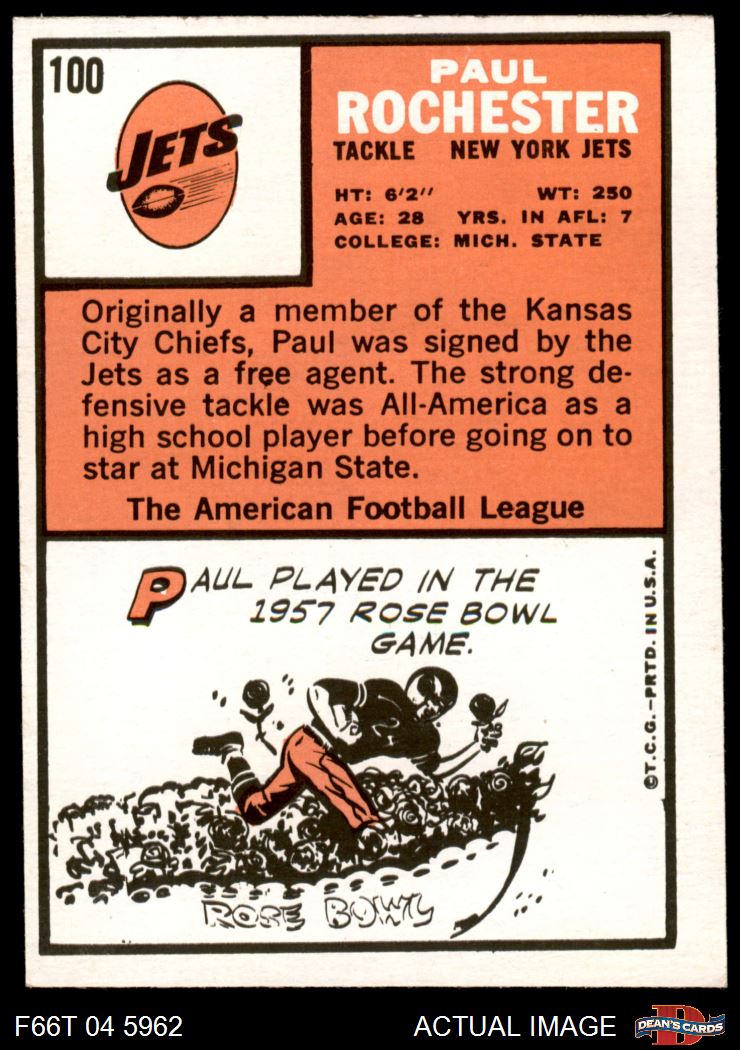 100
JETS
PAUL
ROCHESTER
TACKLE NEW YORK JETS
HT: 6'2" WT: 250
AGE: 28 YRS. IN AFL: 7
COLLEGE: MICH. STATE
Originally a member of the Kansas
City Chiefs, Paul was signed by the
Jets as a free agent. The strong de-
fensive tackle was All-America as a
high school player before going on to
star at Michigan State.
The American Football League
PAUL PLAYED IN THE
1957 ROSE BOWL
GAME.
ROSE BOWL
©T.C.G.—PRTD. IN U.S.A.
F66T 04 5962
ACTUAL IMAGE
D
DEAN'S CARDS